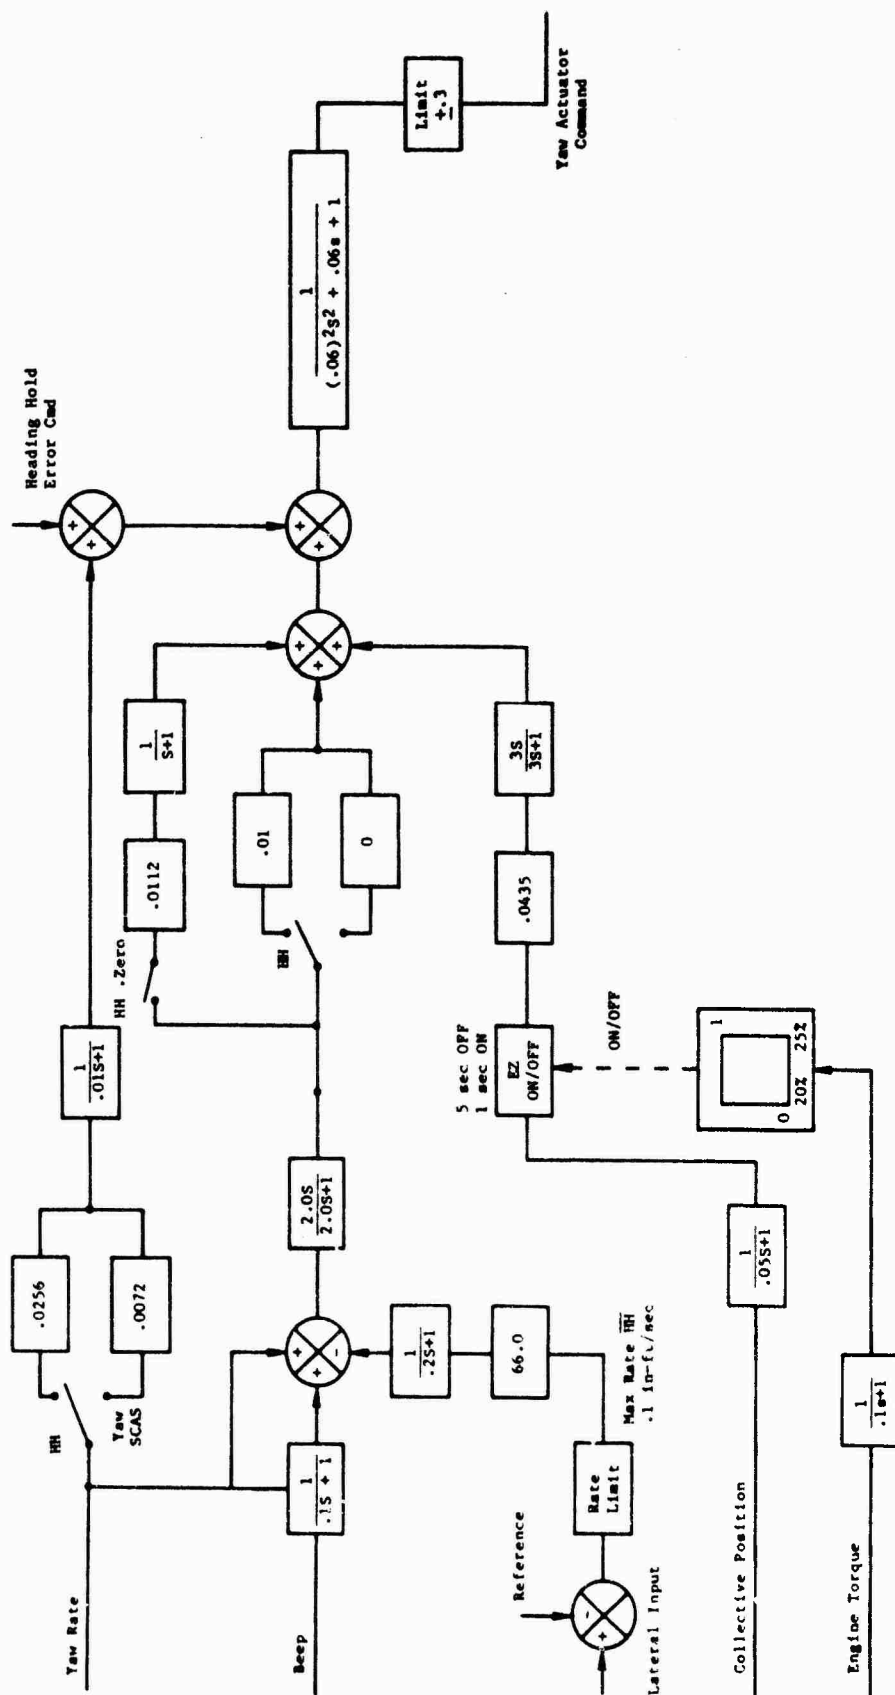 Yaw Rate
HH
Yaw
SCAS
.0256
.0072
1
.01S+1
Heading Hold
Error Cmd
+
+
Beep
1
.1S + 1
+
+
-
2.0S
2.0S+1
HH .Zero
.0112
1
S+1
HH
.01
0
+
+
+
+
+
1
(.06)²S² + .06s + 1
Limit
±.3
Yaw Actuator
Command
Reference
-
+
Lateral Input
Rate
Limit
Max Rate HH
.1 in-ft/sec
66.0
1
.2S+1
Collective Position
1
.05S+1
5 sec OFF
1 sec ON
EZ
ON/OFF
.0435
3S
3S+1
ON/OFF
Engine Torque
1
.1s+1
0
1
20% 25%